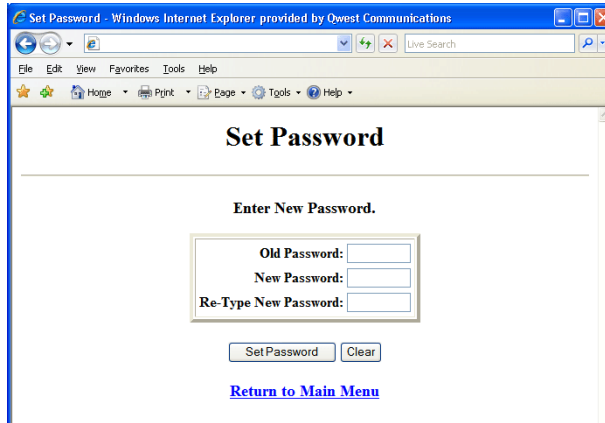 Set Password - Windows Internet Explorer provided by Qwest Communications
Live Search
File Edit View Favorites Tools Help
Home Print Page Tools Help
Set Password
Enter New Password.
Old Password:
New Password:
Re-Type New Password:
Set Password Clear
Return to Main Menu